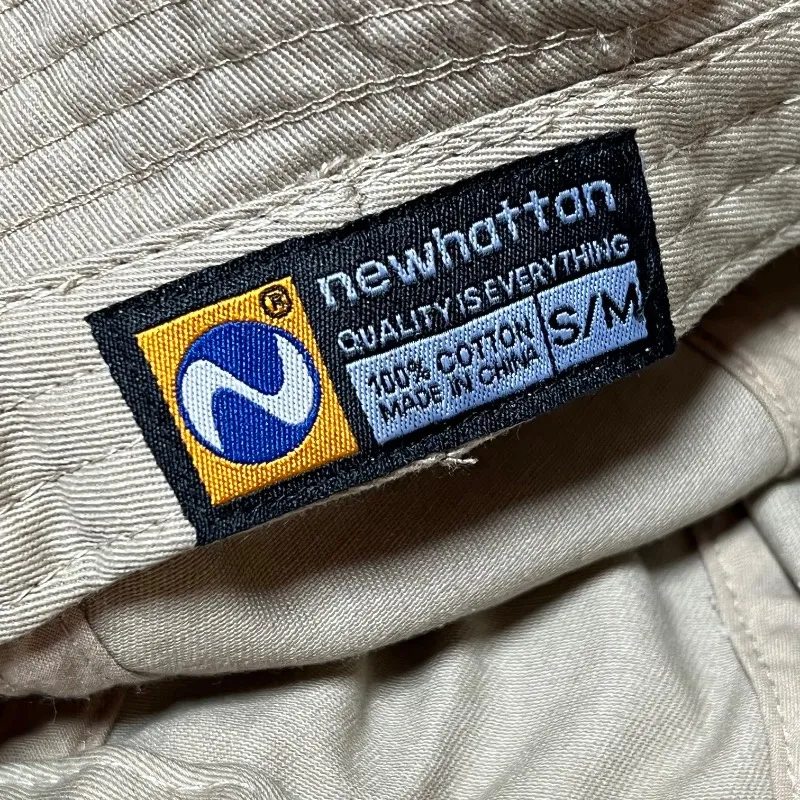 ®
newhattan
QUALITY IS EVERYTHING
100% COTTON
MADE IN CHINA
S/M
N